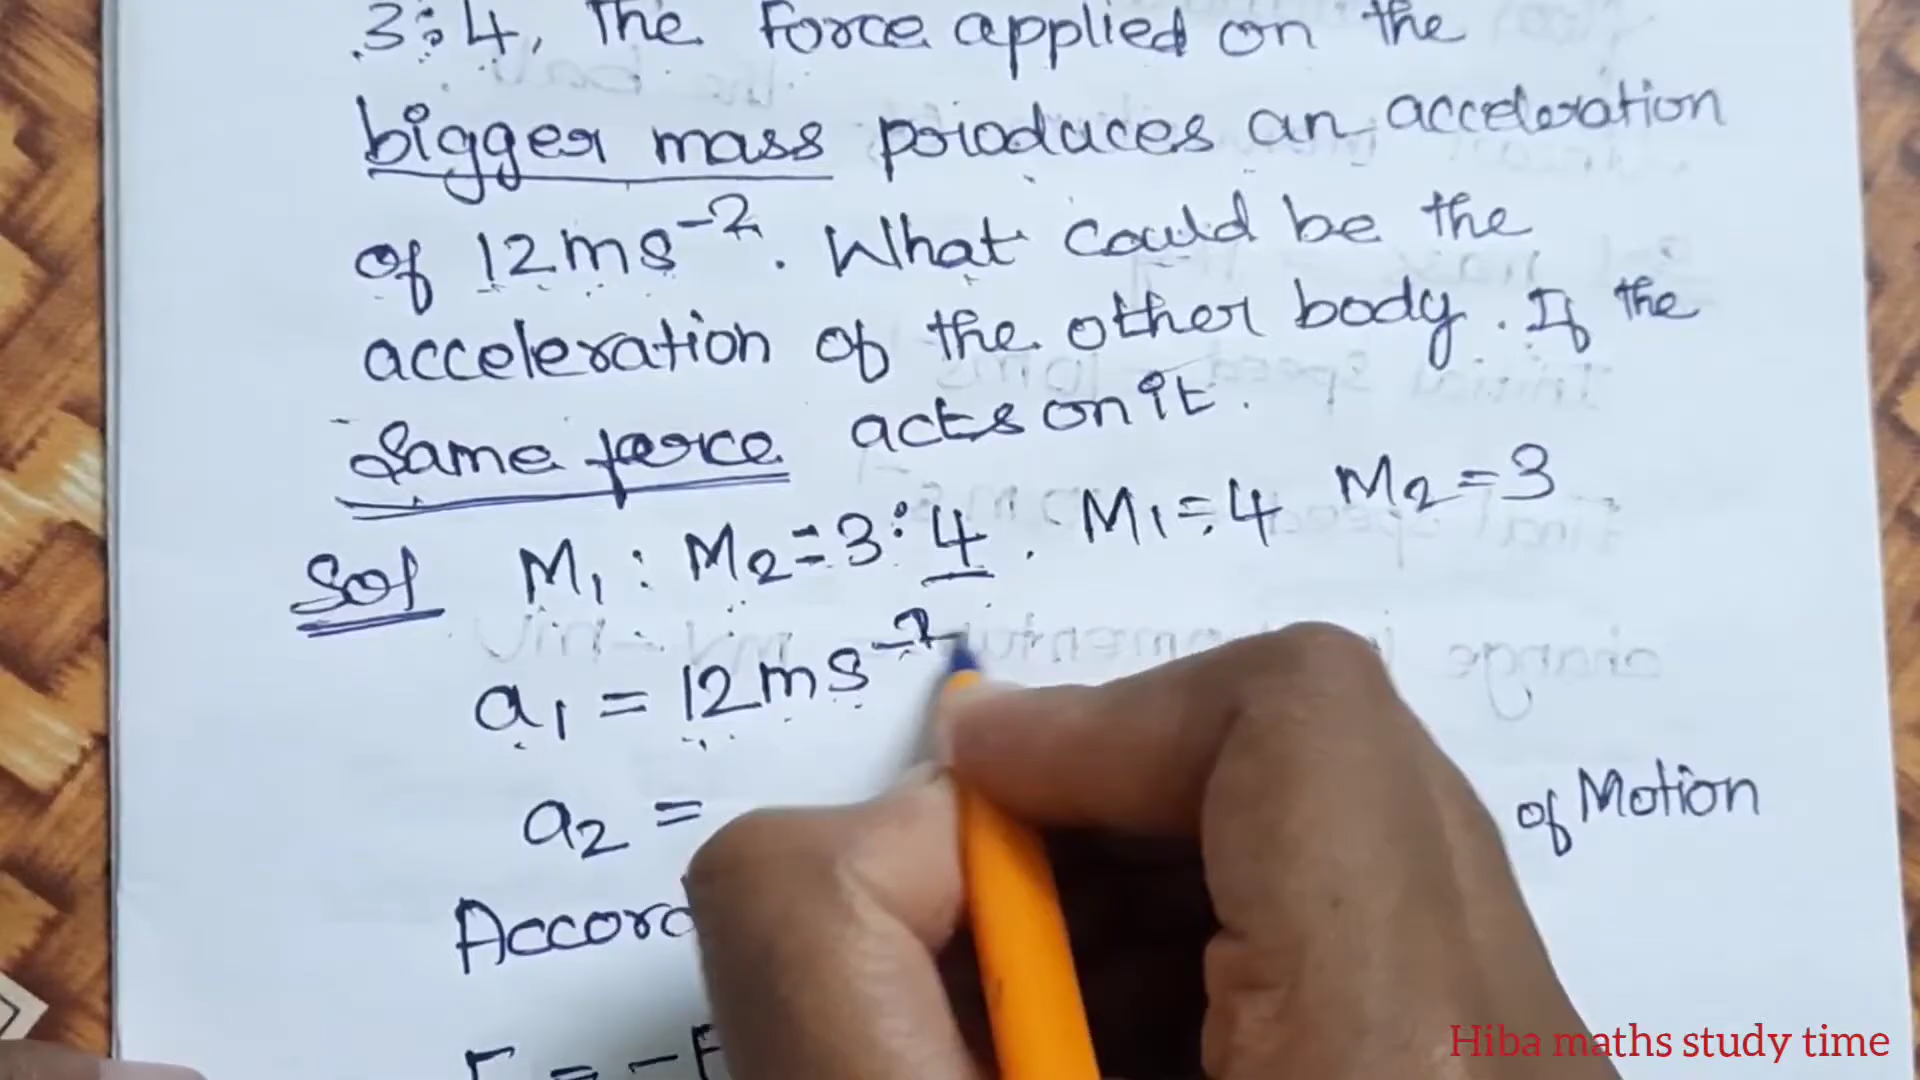 3:4, The force applied on the
bigger mass produces an acceleration
of 12ms⁻². What could be the
acceleration of the other body. If the
Same force acts on it.
Sol M₁ : M₂ = 3:4. M₁ = 4 M₂ = 3
a₁ = 12ms⁻²
a₂ =
of Motion
= -F
Hiba maths study time